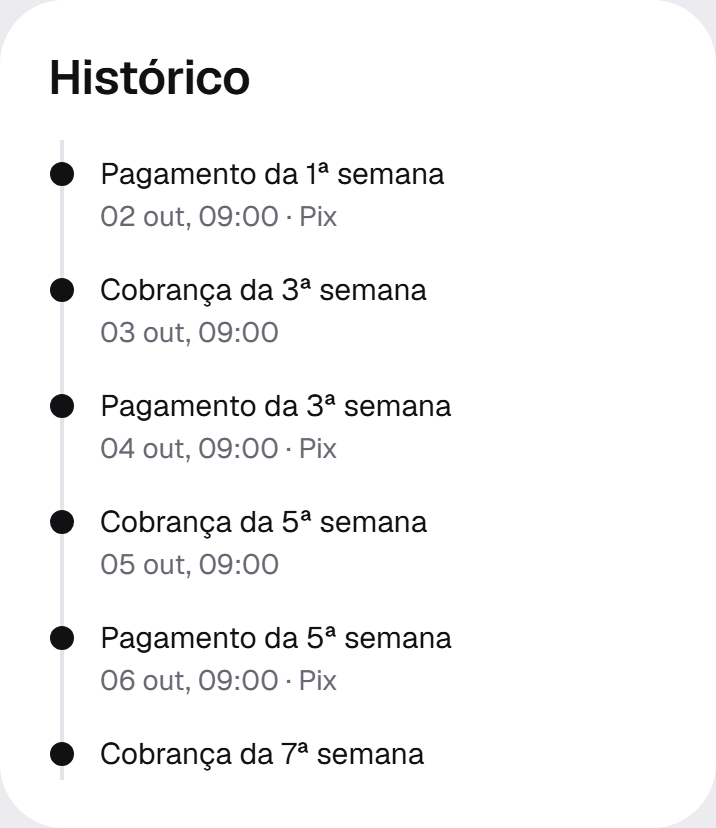 Histórico
Pagamento da 1ª semana
02 out, 09:00 · Pix
Cobrança da 3ª semana
03 out, 09:00
Pagamento da 3ª semana
04 out, 09:00 · Pix
Cobrança da 5ª semana
05 out, 09:00
Pagamento da 5ª semana
06 out, 09:00 · Pix
Cobrança da 7ª semana